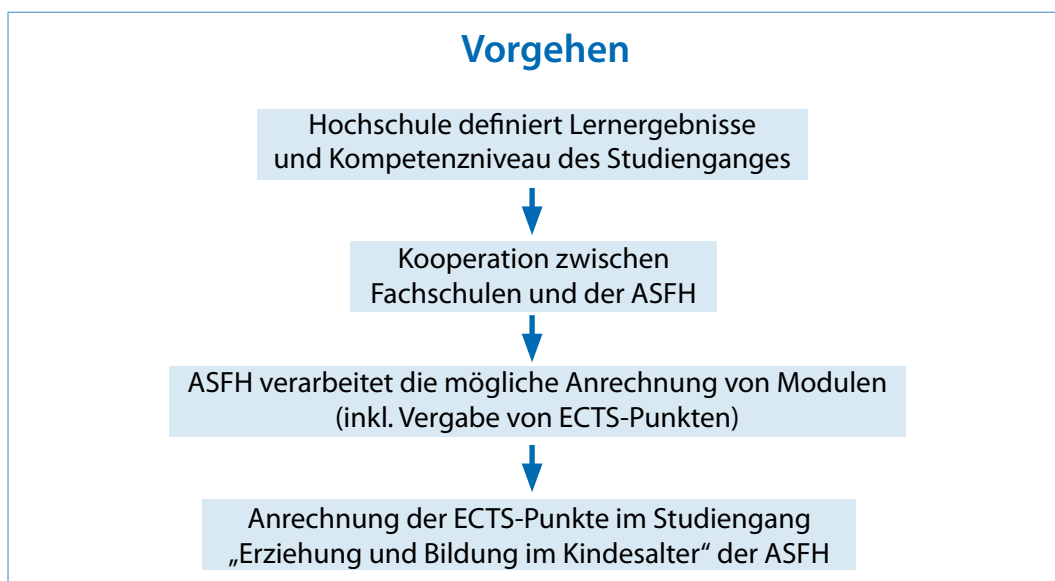 Vorgehen
Hochschule definiert Lernergebnisse
und Kompetenzniveau des Studienganges
Kooperation zwischen
Fachschulen und der ASFH
ASFH verarbeitet die mögliche Anrechnung von Modulen
(inkl. Vergabe von ECTS-Punkten)
Anrechnung der ECTS-Punkte im Studiengang
„Erziehung und Bildung im Kindesalter“ der ASFH